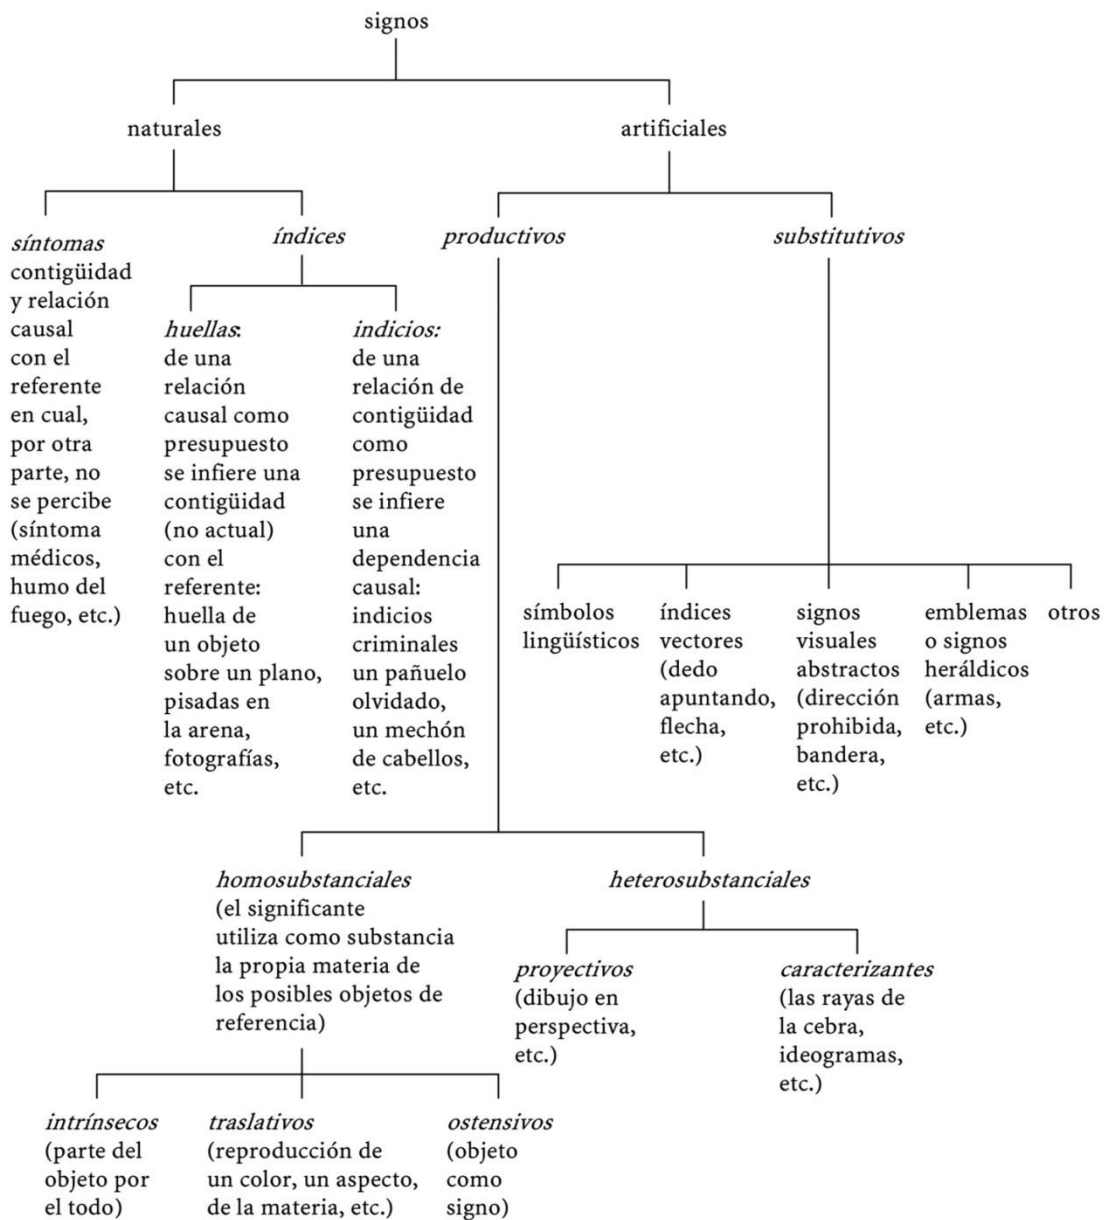 signos
naturales
artificiales
síntomas
contigüidad
y relación
causal
con el
referente
en cual,
por otra
parte, no
se percibe
(síntoma
médicos,
humo del
fuego, etc.)
índices
huellas:
de una
relación
causal como
presupuesto
se infiere una
contigüidad
(no actual)
con el
referente:
huella de
un objeto
sobre un plano,
pisadas en
la arena,
fotografías,
etc.
indicios:
de una
relación de
contigüidad
como
presupuesto
se infiere
una
dependencia
causal:
indicios
criminales
un pañuelo
olvidado,
un mechón
de cabellos,
etc.
productivos
substitutivos
símbolos
lingüísticos
índices
vectores
(dedo
apuntando,
flecha,
etc.)
signos
visuales
abstractos
(dirección
prohibida,
bandera,
etc.)
emblemas
o signos
heráldicos
(armas,
etc.)
otros
homosubstanciales
(el significante
utiliza como substancia
la propia materia de
los posibles objetos de
referencia)
heterosubstanciales
proyectivos
(dibujo en
perspectiva,
etc.)
caracterizantes
(las rayas de
la cebra,
ideogramas,
etc.)
intrínsecos
(parte del
objeto por
el todo)
traslativos
(reproducción de
un color, un aspecto,
de la materia, etc.)
ostensivos
(objeto
como
signo)